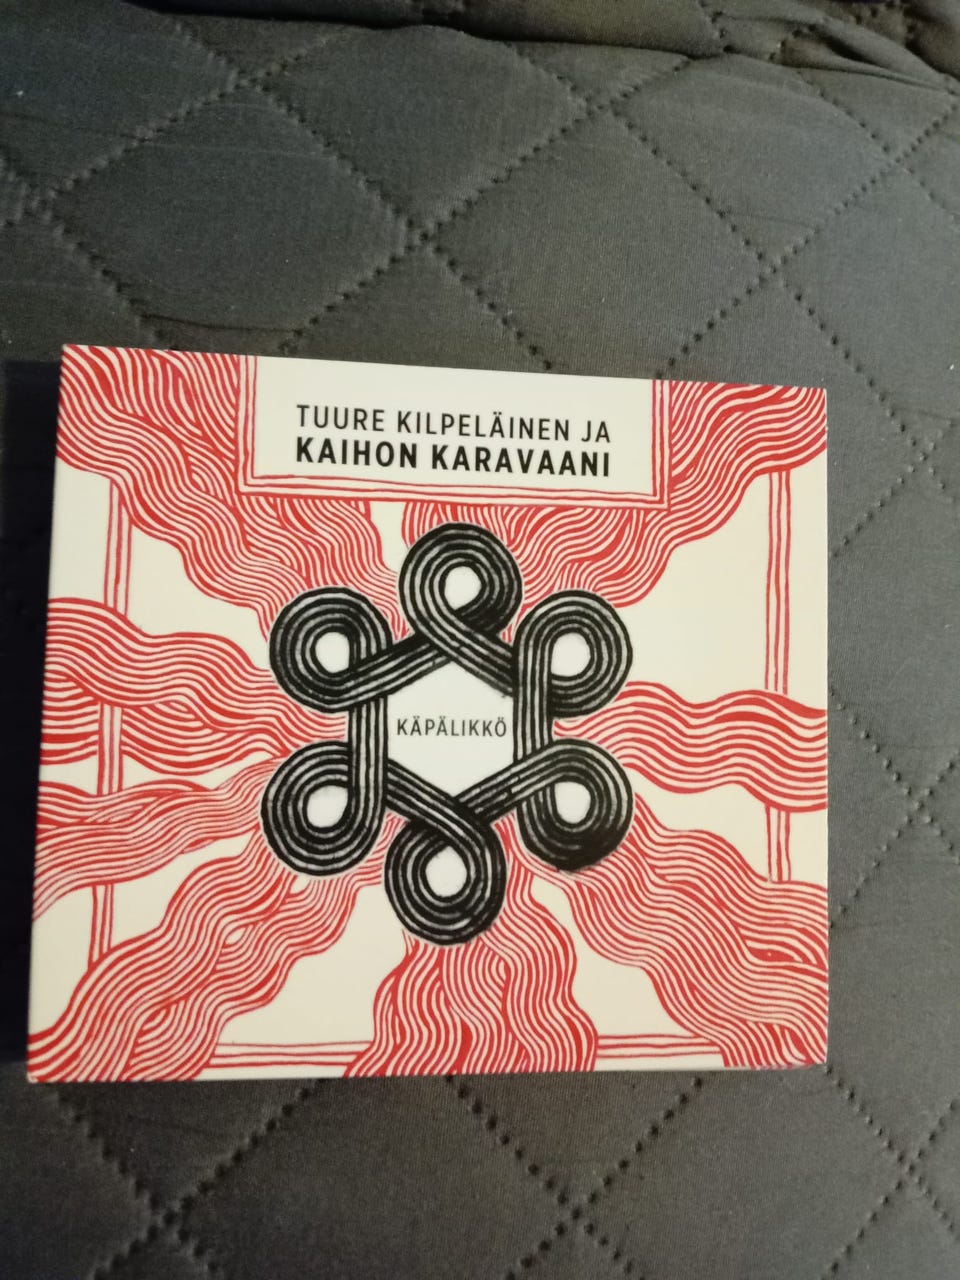 TUURE KILPELÄINEN JA
KAIHON KARAVAANI
KÄPÄLIKKÖ